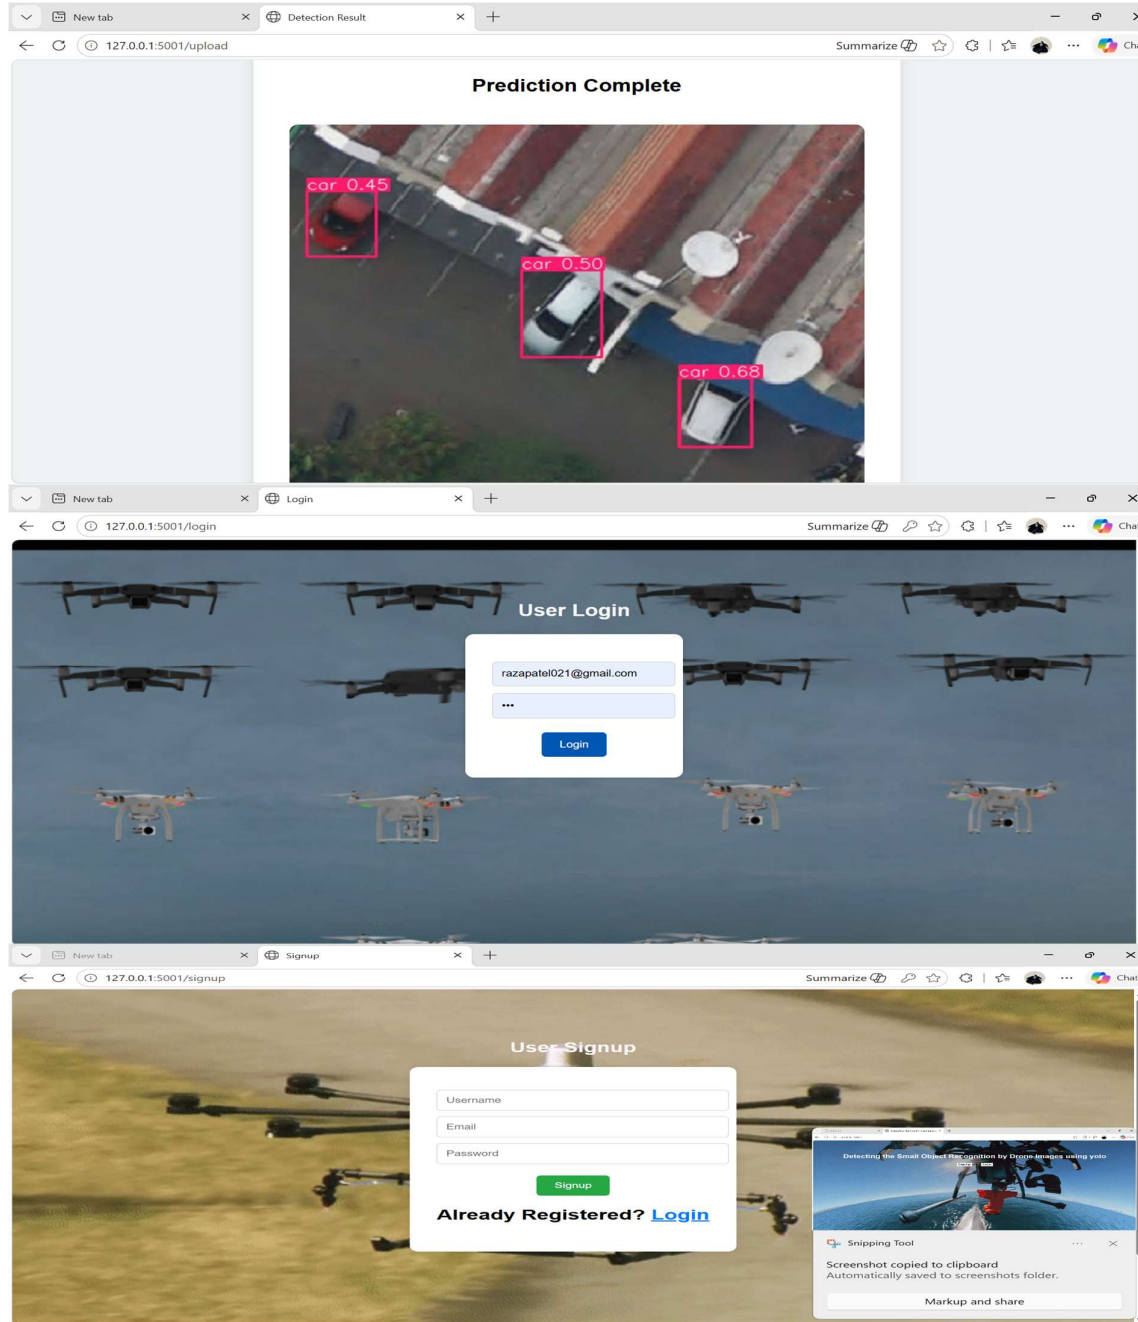 New tab
Detection Result
127.0.0.1:5001/upload
Summarize
Prediction Complete
car 0.45
car 0.50
car 0.68
New tab
Login
127.0.0.1:5001/login
Summarize
User Login
razapatel021@gmail.com
•••
Login
New tab
Signup
127.0.0.1:5001/signup
Summarize
Chat
User Signup
Username
Email
Password
Signup
Already Registered? Login
Detecting the Small Object Recognition by Drone Images using yolo
Snipping Tool
Screenshot copied to clipboard
Automatically saved to screenshots folder.
Markup and share